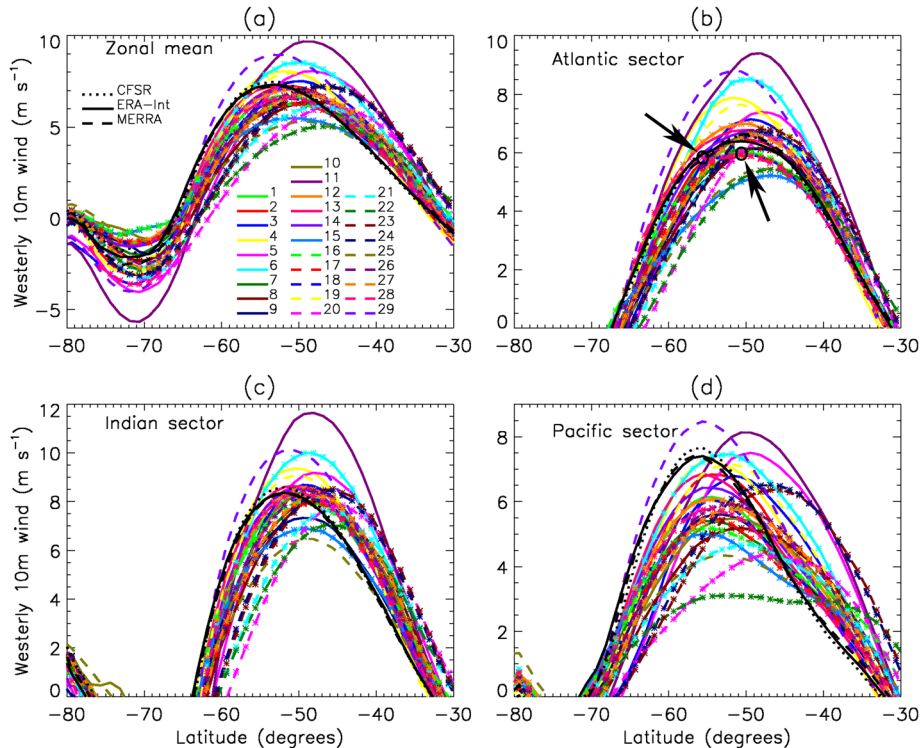 (a)
Zonal mean
CFSR
ERA-Int
MERRA
10
11
1 12 21
2 13 22
3 14 23
4 15 24
5 16 25
6 17 26
7 18 27
8 19 28
9 20 29
10
5
0
-5
-80 -70 -60 -50 -40 -30
Westerly 10m wind (m s⁻¹)
(b)
Atlantic sector
10
8
6
4
2
0
-80 -70 -60 -50 -40 -30
(c)
Indian sector
12
10
8
6
4
2
0
-80 -70 -60 -50 -40 -30
Westerly 10m wind (m s⁻¹)
Latitude (degrees)
(d)
Pacific sector
8
6
4
2
0
-80 -70 -60 -50 -40 -30
Latitude (degrees)